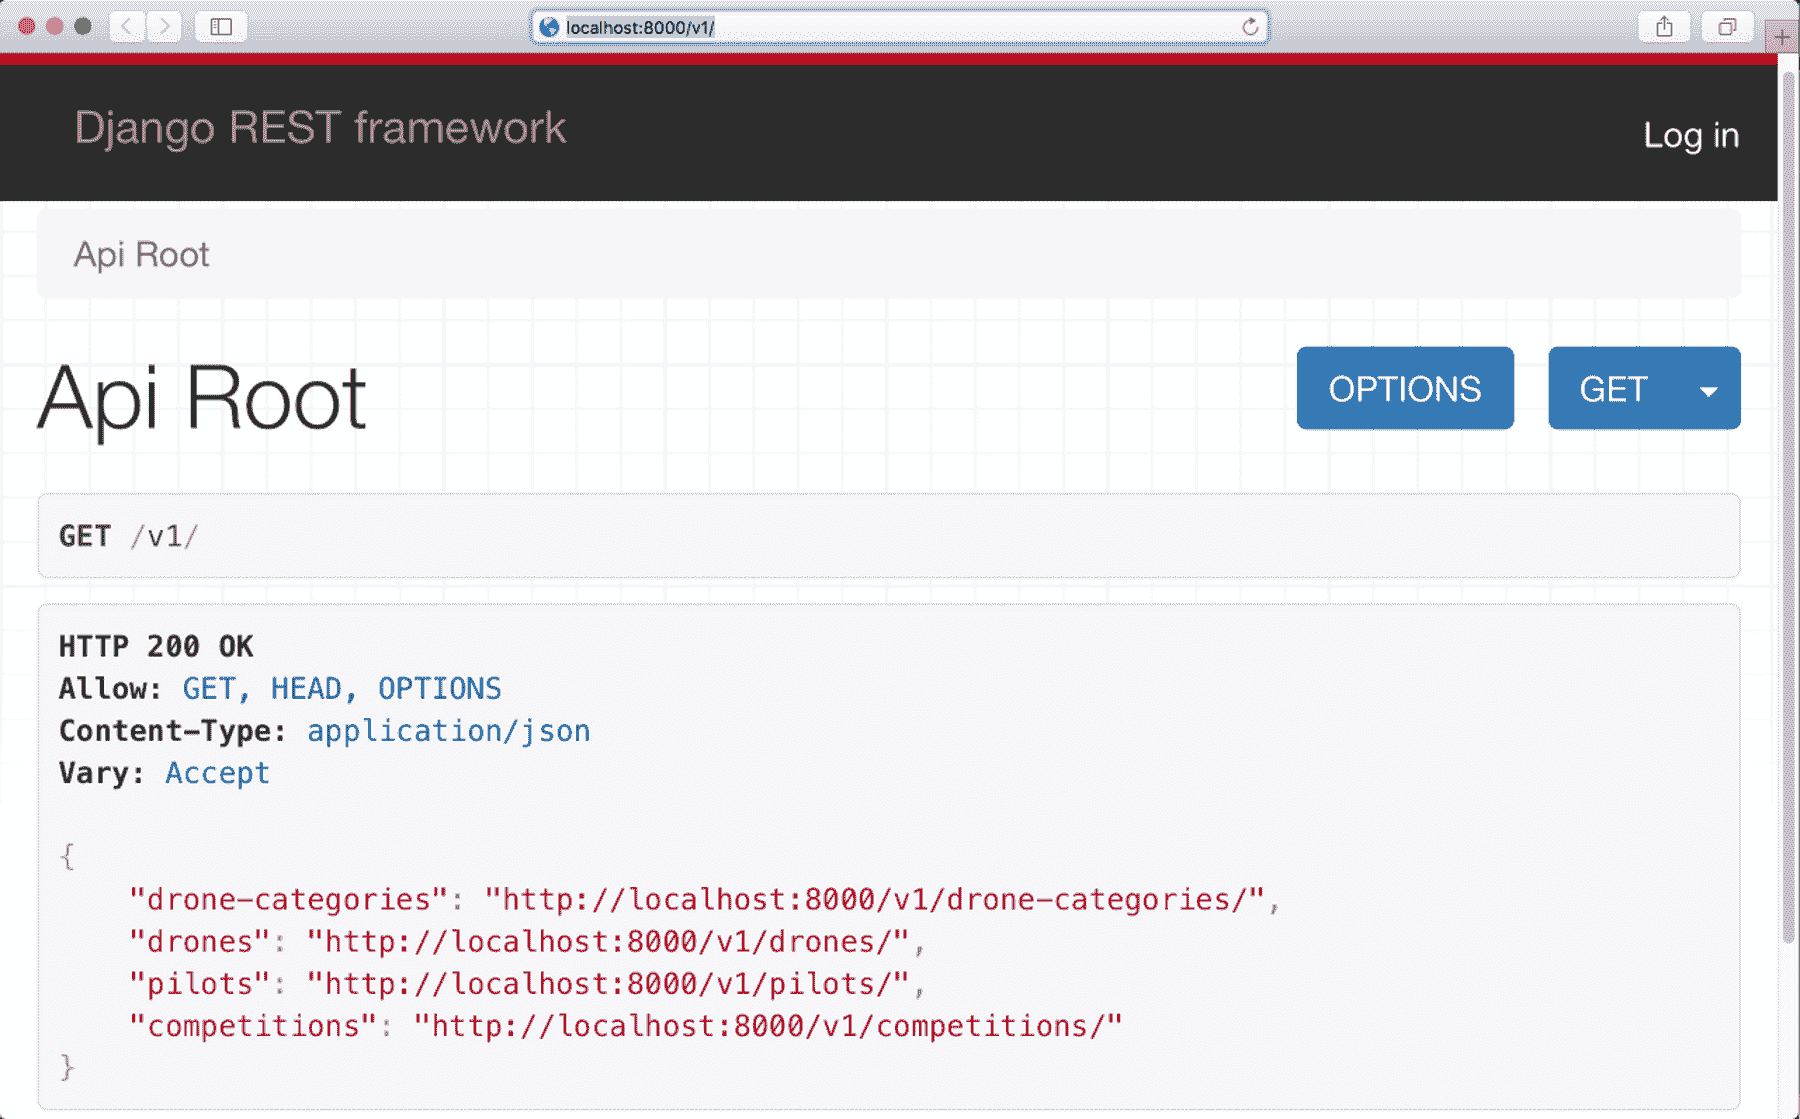 localhost:8000/v1/
Django REST framework
Log in
Api Root
Api Root
OPTIONS
GET
GET /v1/
HTTP 200 OK
Allow: GET, HEAD, OPTIONS
Content-Type: application/json
Vary: Accept
{
    "drone-categories": "http://localhost:8000/v1/drone-categories/",
    "drones": "http://localhost:8000/v1/drones/",
    "pilots": "http://localhost:8000/v1/pilots/",
    "competitions": "http://localhost:8000/v1/competitions/"
}